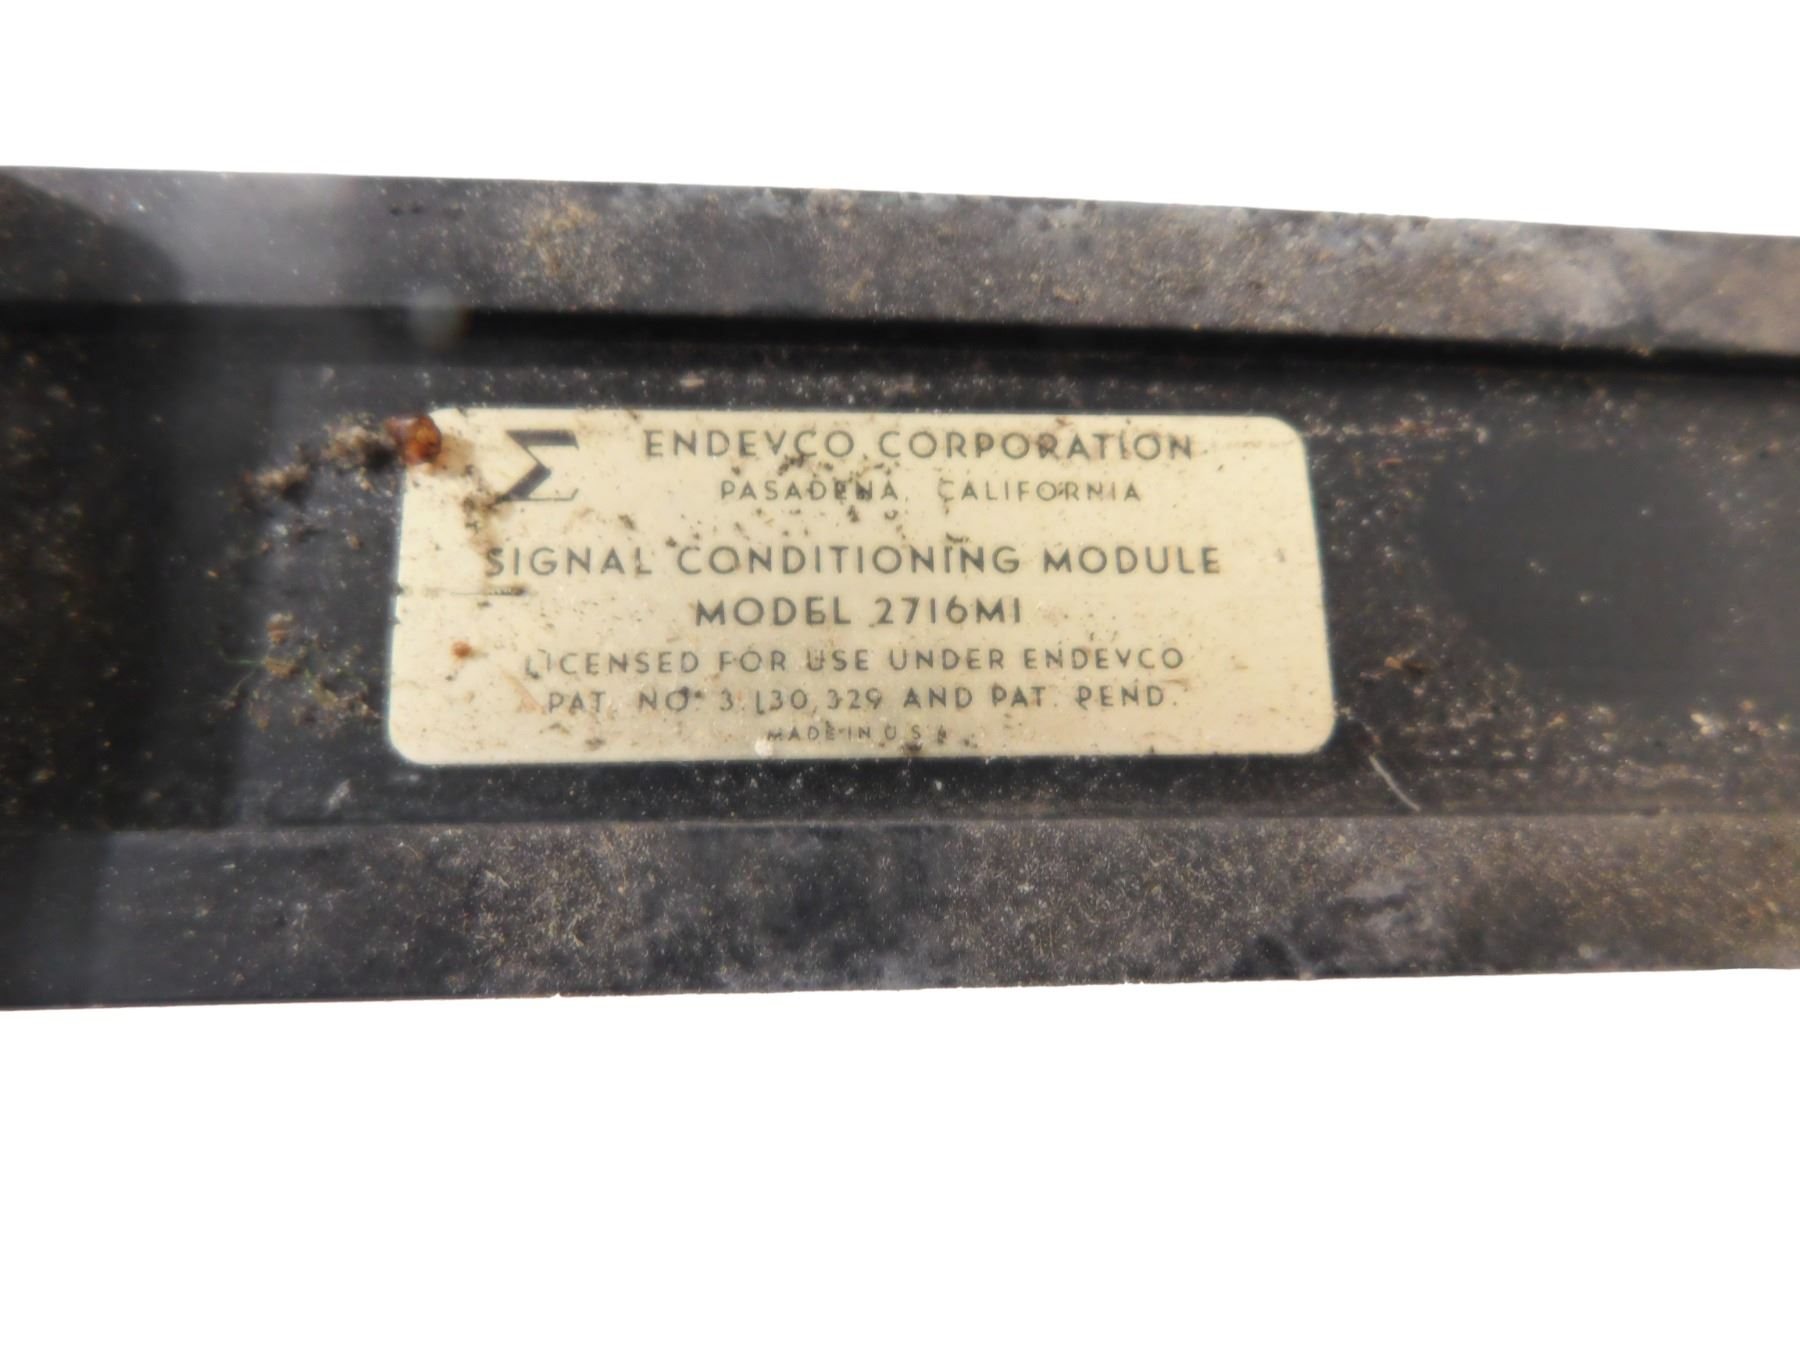 Σ ENDEVCO CORPORATION
PASADENA, CALIFORNIA
SIGNAL CONDITIONING MODULE
MODEL 2716M1
LICENSED FOR USE UNDER ENDEVCO
PAT. NO. 3,130,329 AND PAT. PEND.
MADE IN U.S.A.